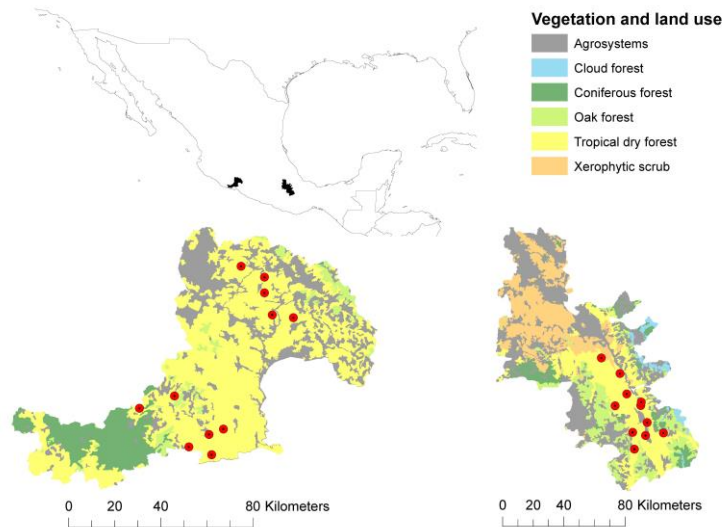 Vegetation and land use
Agrosystems
Cloud forest
Coniferous forest
Oak forest
Tropical dry forest
Xerophytic scrub
0 20 40 80 Kilometers
0 20 40 80 Kilometers